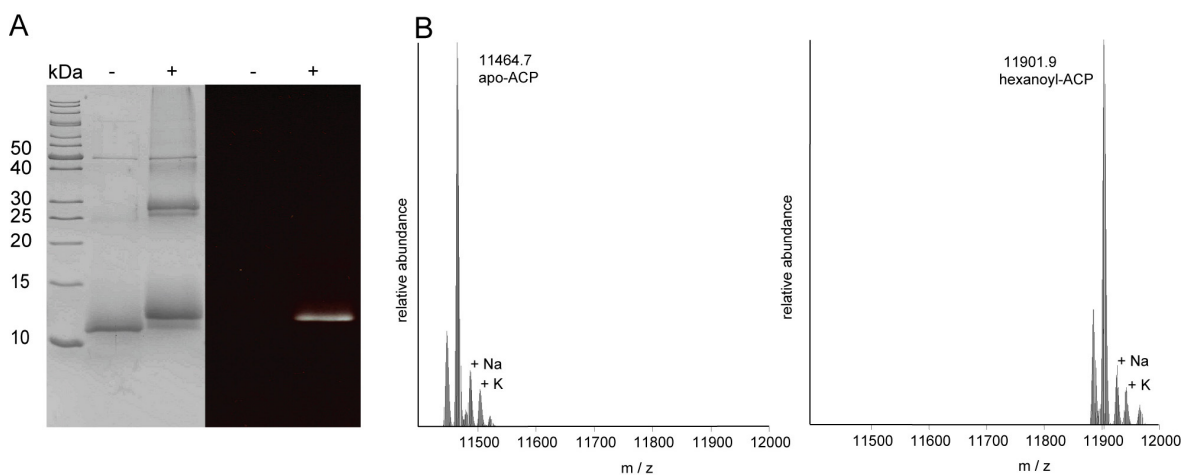 A
kDa - + - +
50
40
30
25
20
15
10
B
relative abundance
11464.7
apo-ACP
+ Na
+ K
11500 11600 11700 11800 11900 12000
m / z
relative abundance
11901.9
hexanoyl-ACP
+ Na
+ K
11500 11600 11700 11800 11900 12000
m / z